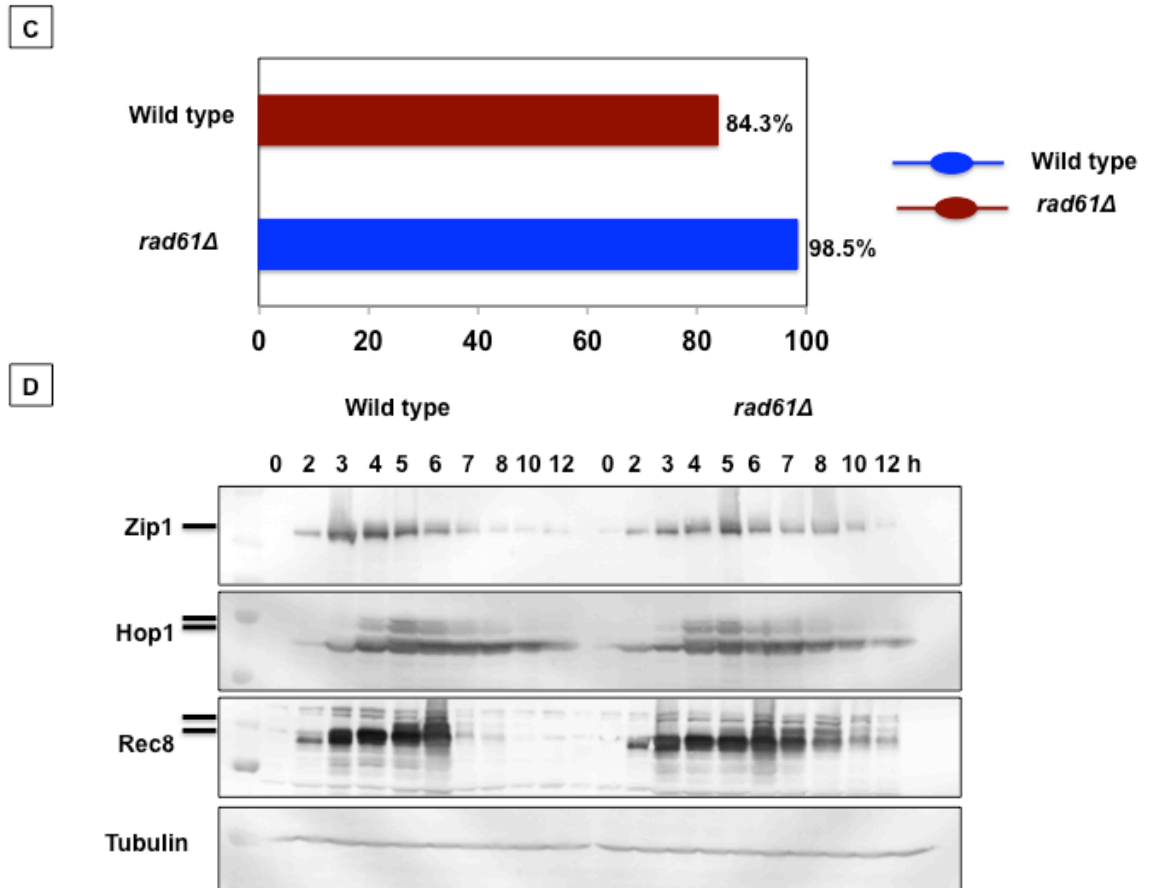 C
Wild type
84.3%
rad61Δ
98.5%
0 20 40 60 80 100
Wild type
rad61Δ
D
Wild type rad61Δ
0 2 3 4 5 6 7 8 10 12 0 2 3 4 5 6 7 8 10 12 h
Zip1
Hop1
Rec8
Tubulin